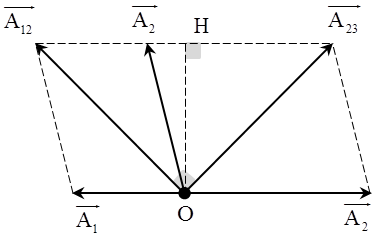 A₁₂ A₂ H A₂₃
A₁ O A₂